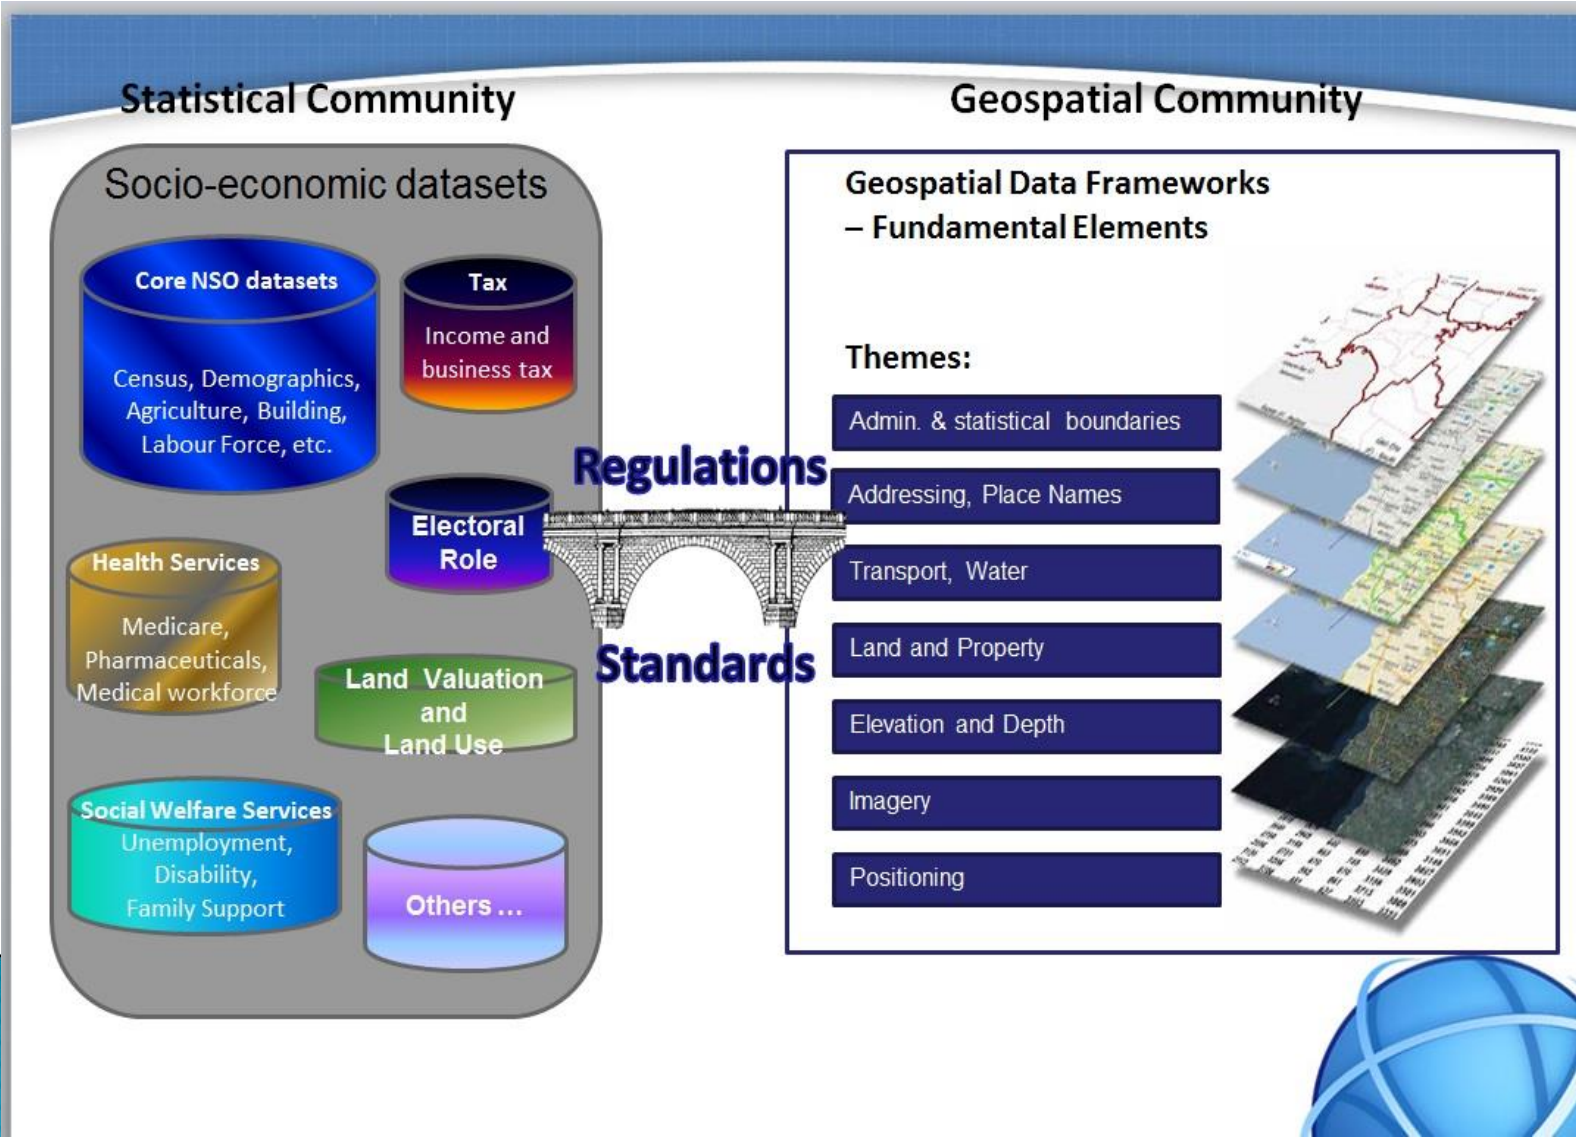 Statistical Community
Geospatial Community
Socio-economic datasets
Core NSO datasets
Census, Demographics,
Agriculture, Building,
Labour Force, etc.
Tax
Income and
business tax
Electoral
Role
Health Services
Medicare,
Pharmaceuticals,
Medical workforce
Land Valuation
and
Land Use
Social Welfare Services
Unemployment,
Disability,
Family Support
Others ...
Regulations
Standards
Geospatial Data Frameworks
– Fundamental Elements
Themes:
Admin. & statistical boundaries
Addressing, Place Names
Transport, Water
Land and Property
Elevation and Depth
Imagery
Positioning